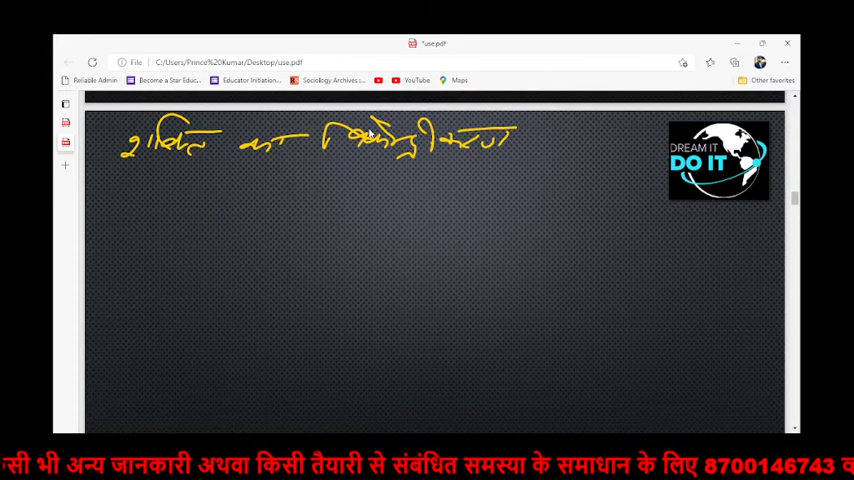 *use.pdf
File C:/Users/Prince%20Kumar/Desktop/use.pdf
Reliable Admin Become a Star Educ... Educator Initiation... Sociology Archives :... YouTube Maps Other favorites
शक्ति का विकेन्द्रीकरण
DREAM IT
DO IT
सी भी अन्य जानकारी अथवा किसी तैयारी से संबंधित समस्या के समाधान के लिए 8700146743 व